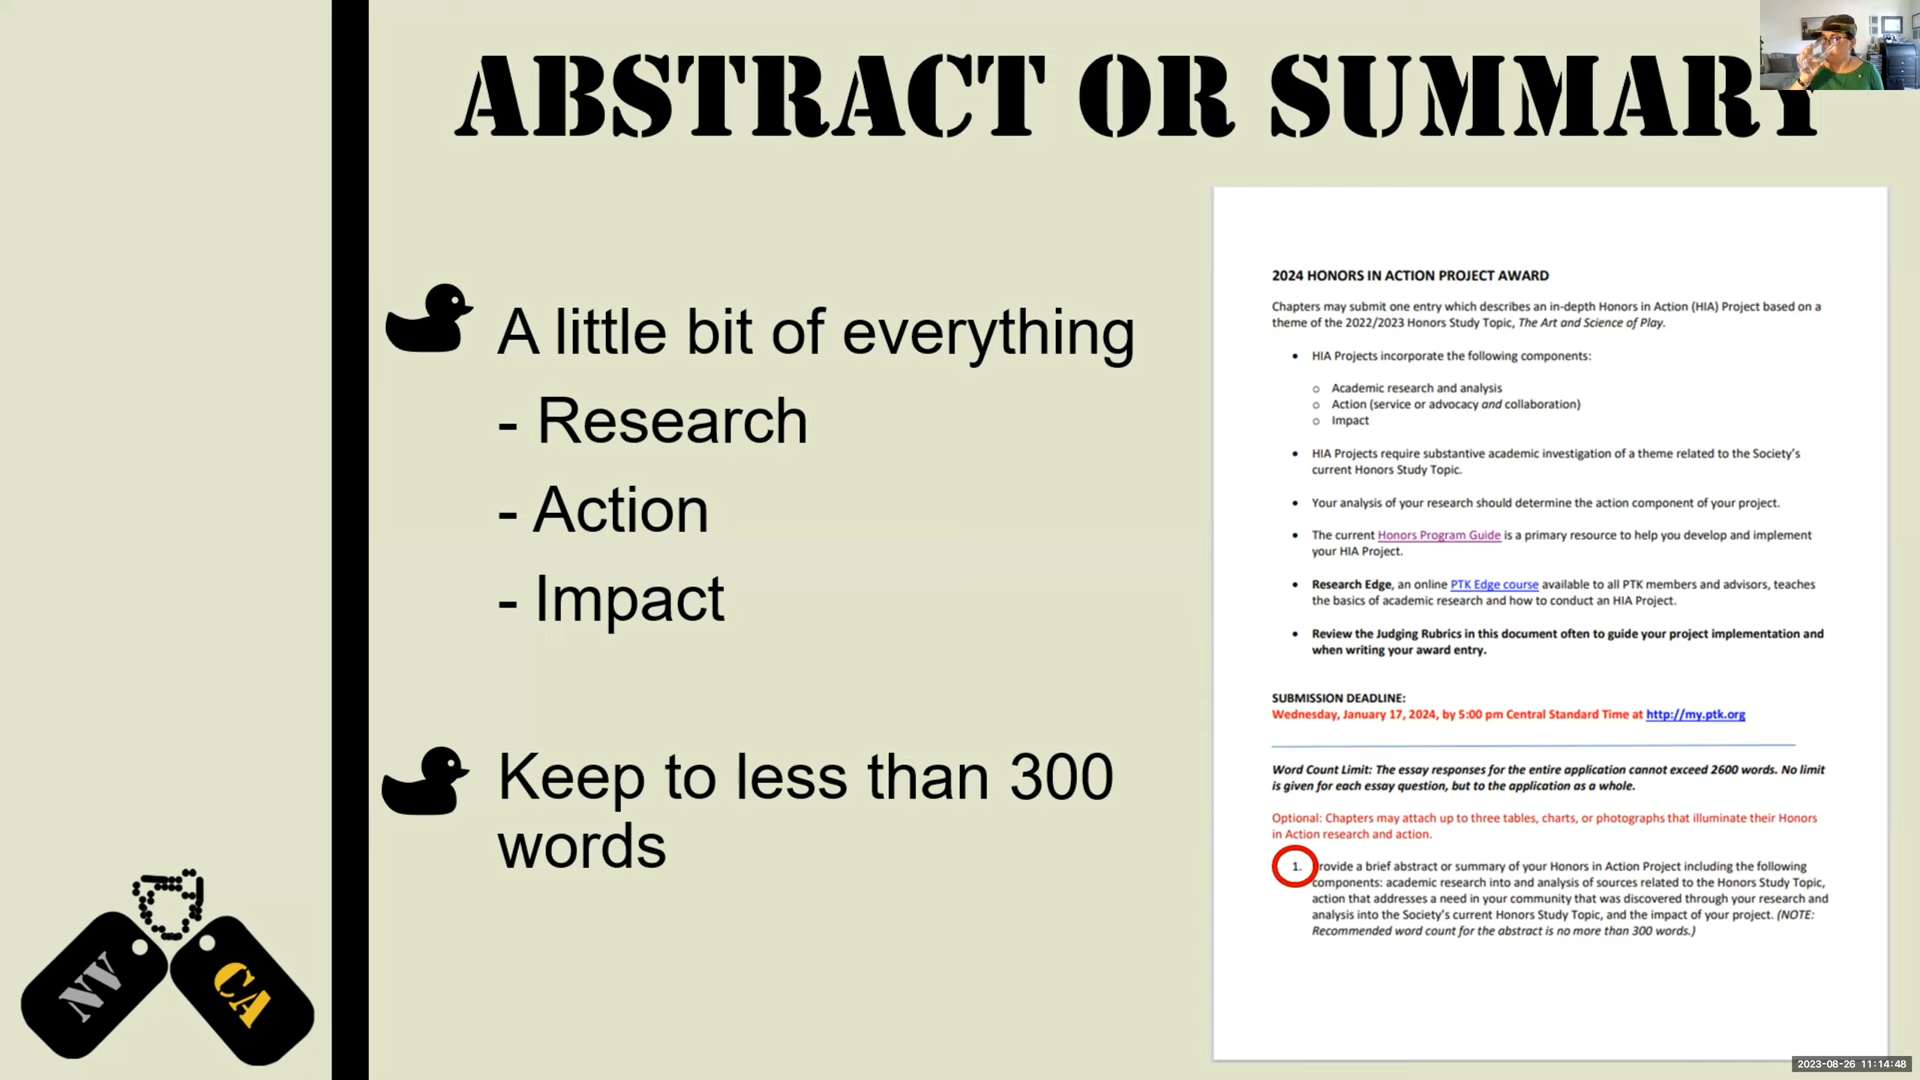 ABSTRACT OR SUMMARY
A little bit of everything
- Research
- Action
- Impact
Keep to less than 300
words
NV
CA
2024 HONORS IN ACTION PROJECT AWARD
Chapters may submit one entry which describes an in-depth Honors in Action (HIA) Project based on a
theme of the 2022/2023 Honors Study Topic, The Art and Science of Play.
• HIA Projects incorporate the following components:
o Academic research and analysis
o Action (service or advocacy and collaboration)
o Impact
• HIA Projects require substantive academic investigation of a theme related to the Society's
current Honors Study Topic.
• Your analysis of your research should determine the action component of your project.
• The current Honors Program Guide is a primary resource to help you develop and implement
your HIA Project.
• Research Edge, an online PTK Edge course available to all PTK members and advisors, teaches
the basics of academic research and how to conduct an HIA Project.
• Review the Judging Rubrics in this document often to guide your project implementation and
when writing your award entry.
SUBMISSION DEADLINE:
Wednesday, January 17, 2024, by 5:00 pm Central Standard Time at http://my.ptk.org
Word Count Limit: The essay responses for the entire application cannot exceed 2600 words. No limit
is given for each essay question, but to the application as a whole.
Optional: Chapters may attach up to three tables, charts, or photographs that illuminate their Honors
in Action research and action.
1. Provide a brief abstract or summary of your Honors in Action Project including the following
components: academic research into and analysis of sources related to the Honors Study Topic,
action that addresses a need in your community that was discovered through your research and
analysis into the Society's current Honors Study Topic, and the impact of your project. (NOTE:
Recommended word count for the abstract is no more than 300 words.)
2023-08-26 11:14:48